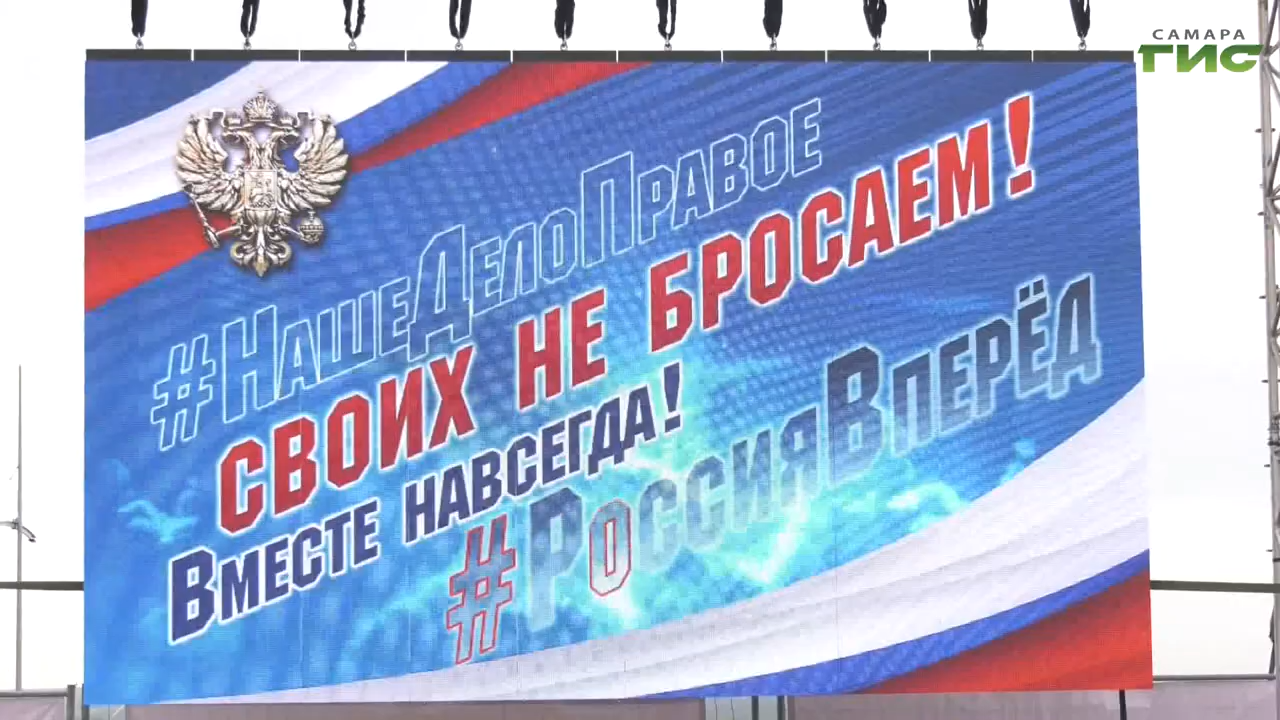 САМАРА
ГИС
#НашеДелоПравое
СВОИХ НЕ БРОСАЕМ!
ВМЕСТЕ НАВСЕГДА!
#РоссияВперёд